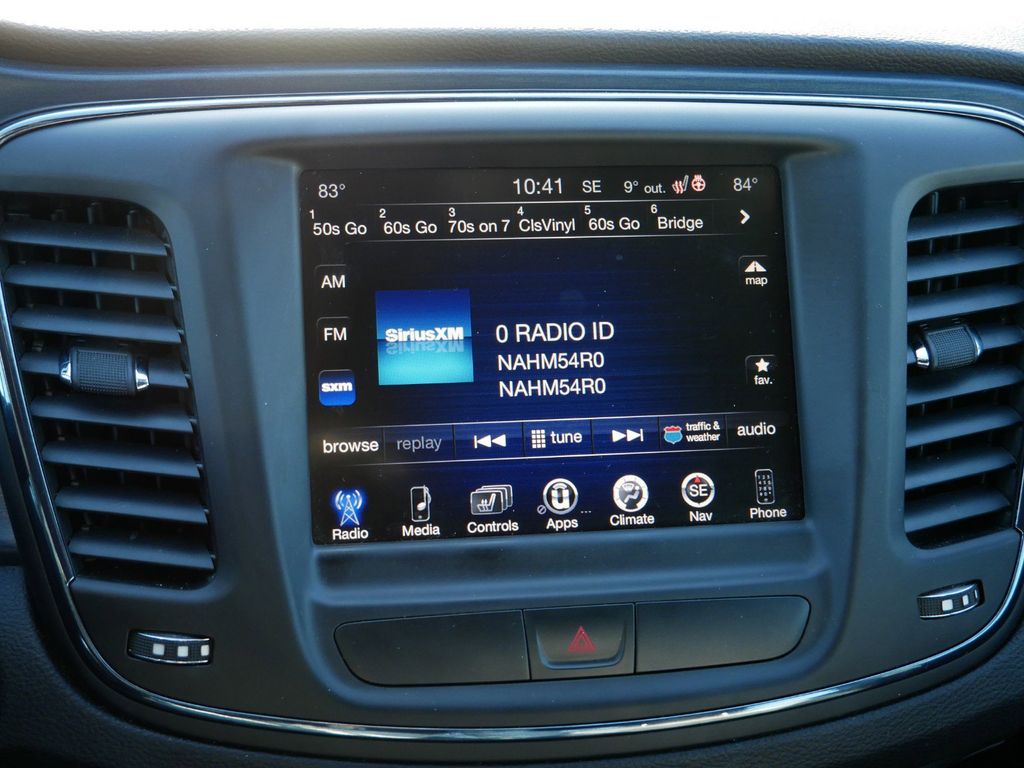 83° 10:41 SE 9° out. 84°
1 50s Go 2 60s Go 3 70s on 7 4 ClsVinyl 5 60s Go 6 Bridge
AM
map
SiriusXM
0 RADIO ID
FM
NAHM54R0
NAHM54R0
fav.
sxm
browse replay tune traffic & weather audio
SE
Radio Media Controls Apps Climate Nav Phone